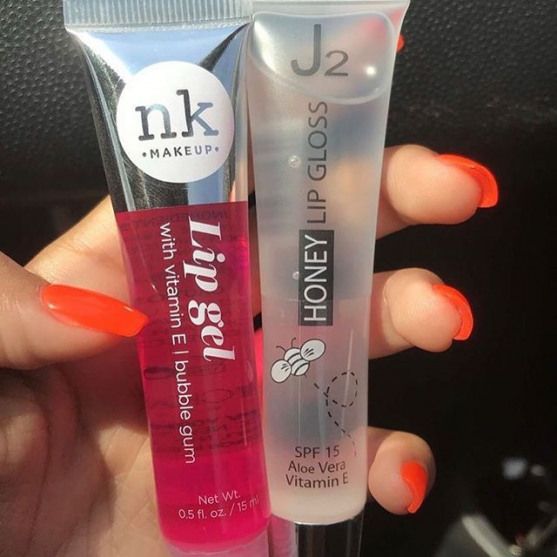 nk
•MAKEUP•
Lip gel
with vitamin E | bubble gum
Net Wt.
0.5 fl. oz. / 15 ml
J2
HONEY LIP GLOSS
SPF 15
Aloe Vera
Vitamin E